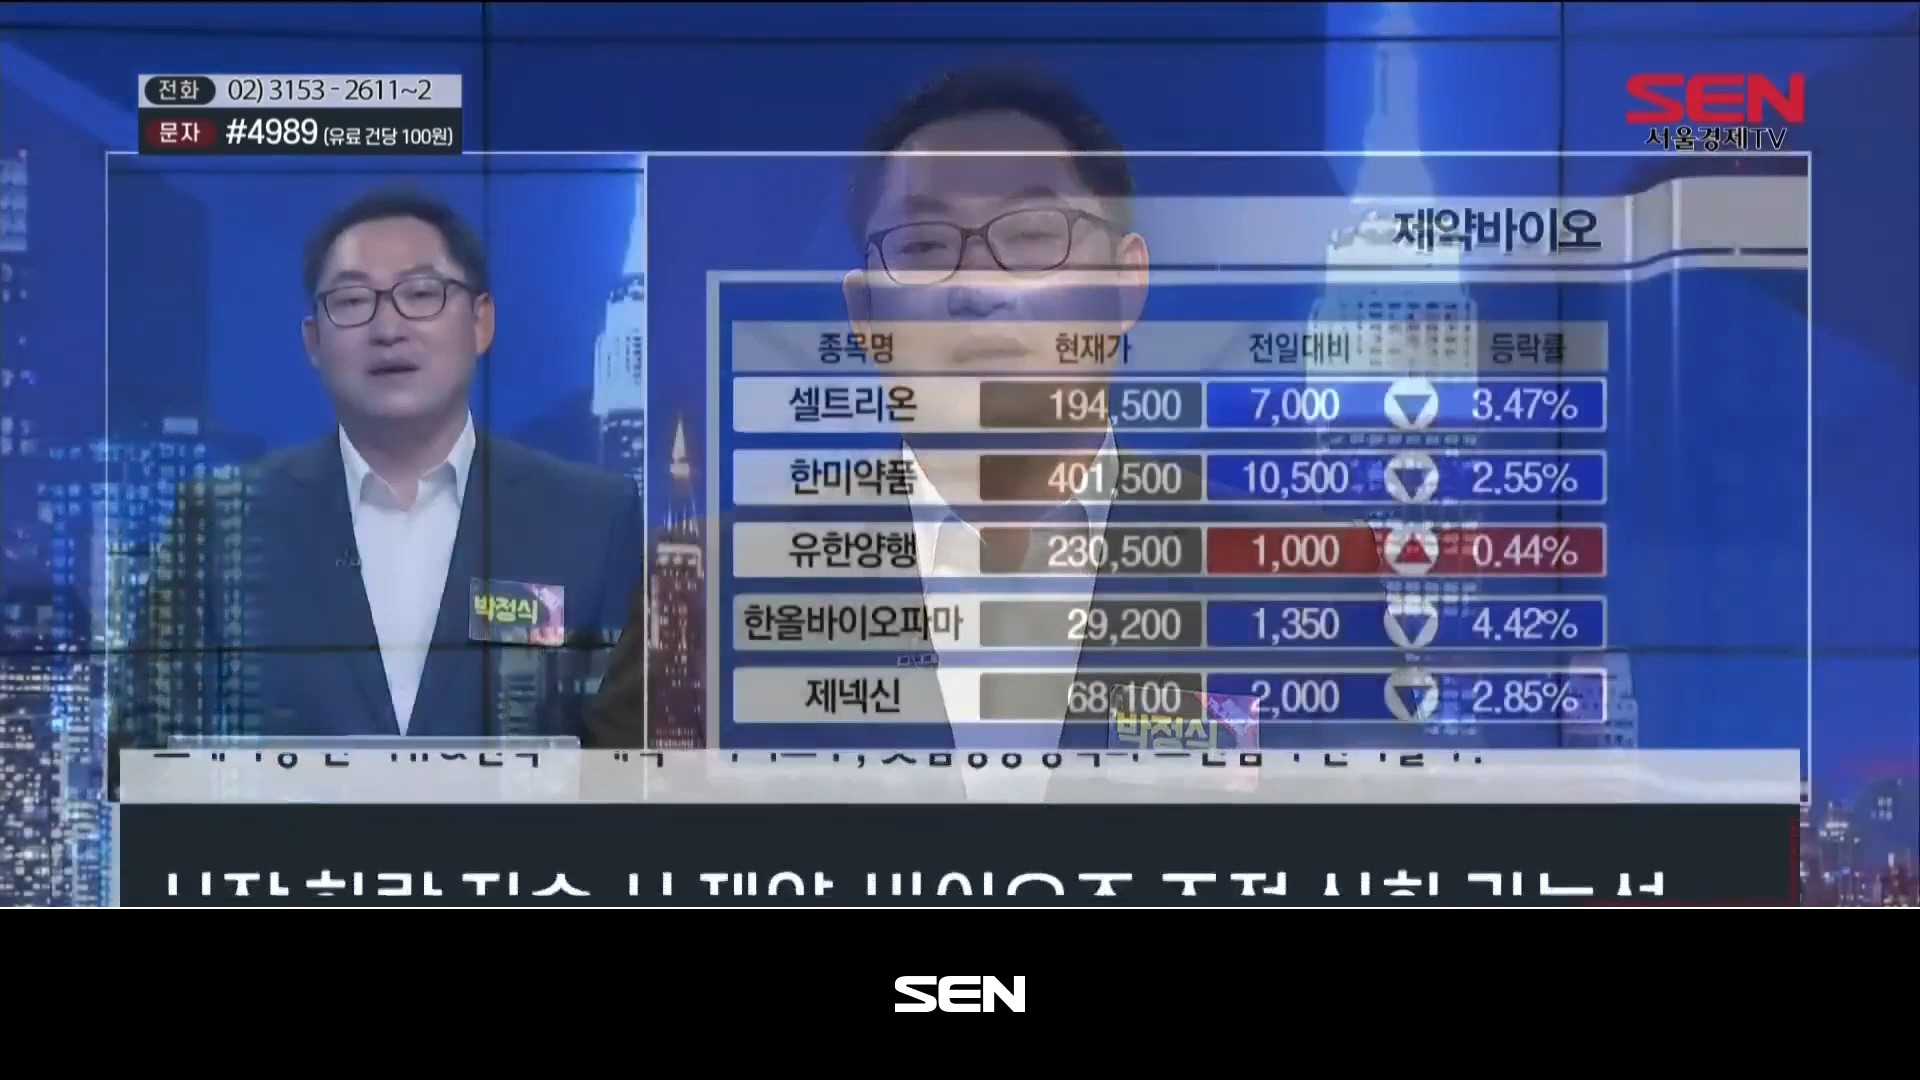 전화 02) 3153 - 2611~2
문자 #4989 (유료 건당 100원)
SEN
서울경제TV
제약바이오
종목명 현재가 전일대비 등락률
셀트리온 194,500 7,000 ▼ 3.47%
한미약품 401,500 10,500 ▼ 2.55%
유한양행 230,500 1,000 ▲ 0.44%
한올바이오파마 29,200 1,350 ▼ 4.42%
제넥신 68,100 2,000 ▼ 2.85%
박정식
박정식
SEN